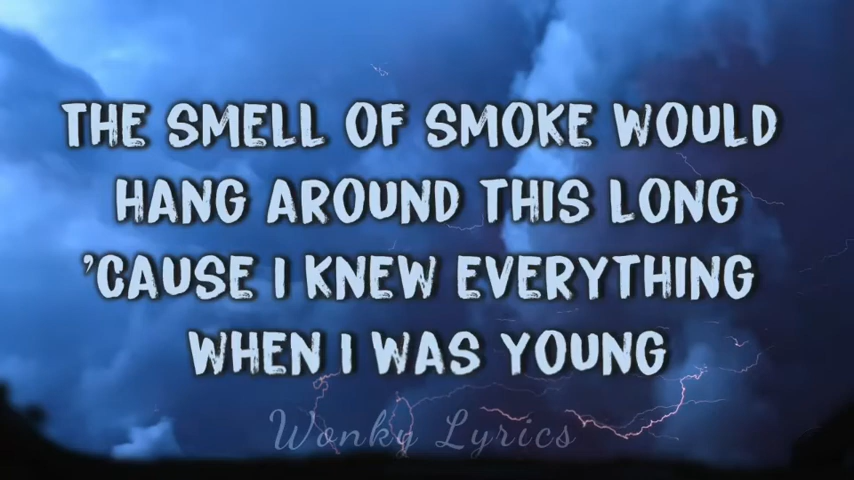 THE SMELL OF SMOKE WOULD
HANG AROUND THIS LONG
'CAUSE I KNEW EVERYTHING
WHEN I WAS YOUNG
Wonky Lyrics